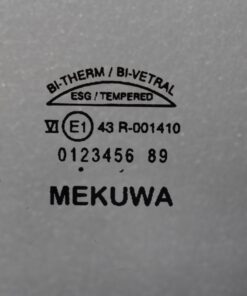 BI-THERM / BI-VETRAL
ESG / TEMPERED
VI E1 43 R-001410
0123456 89
MEKUWA